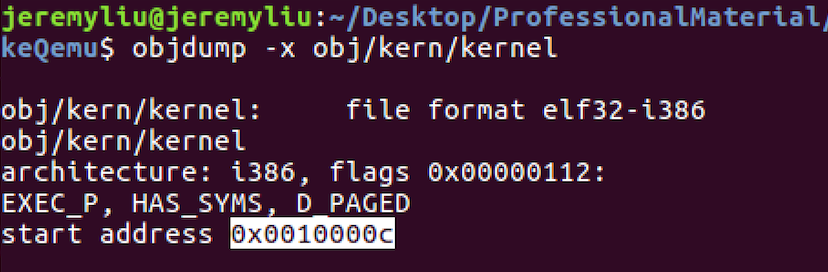 jeremyliu@jeremyliu:~/Desktop/ProfessionalMaterial/
keQemu$ objdump -x obj/kern/kernel
obj/kern/kernel:     file format elf32-i386
obj/kern/kernel
architecture: i386, flags 0x00000112:
EXEC_P, HAS_SYMS, D_PAGED
start address 0x0010000c